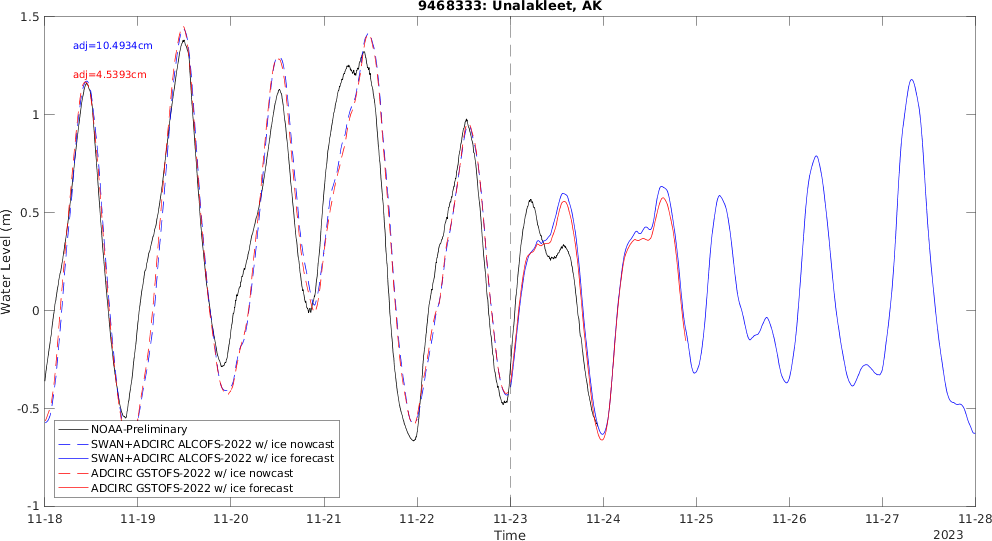 9468333: Unalakleet, AK
adj=10.4934cm
adj=4.5393cm
Water Level (m)
1.5
1
0.5
0
-0.5
-1
NOAA-Preliminary
SWAN+ADCIRC ALCOFS-2022 w/ ice nowcast
SWAN+ADCIRC ALCOFS-2022 w/ ice forecast
ADCIRC GSTOFS-2022 w/ ice nowcast
ADCIRC GSTOFS-2022 w/ ice forecast
11-18 11-19 11-20 11-21 11-22 11-23 11-24 11-25 11-26 11-27 11-28
Time
2023